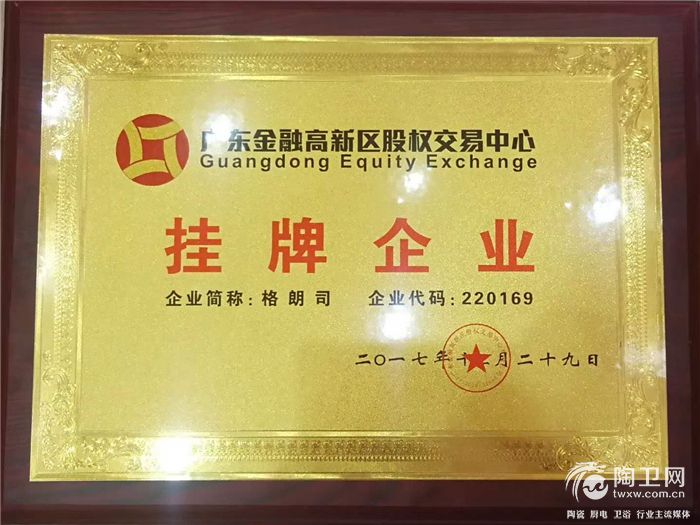 广东金融高新区股权交易中心
Guangdong Equity Exchange
挂牌企业
企业简称：格朗司 企业代码：220169
二〇一七年十二月二十九日
陶卫网
twxw.com.cn
陶瓷 厨电 卫浴 行业主流媒体